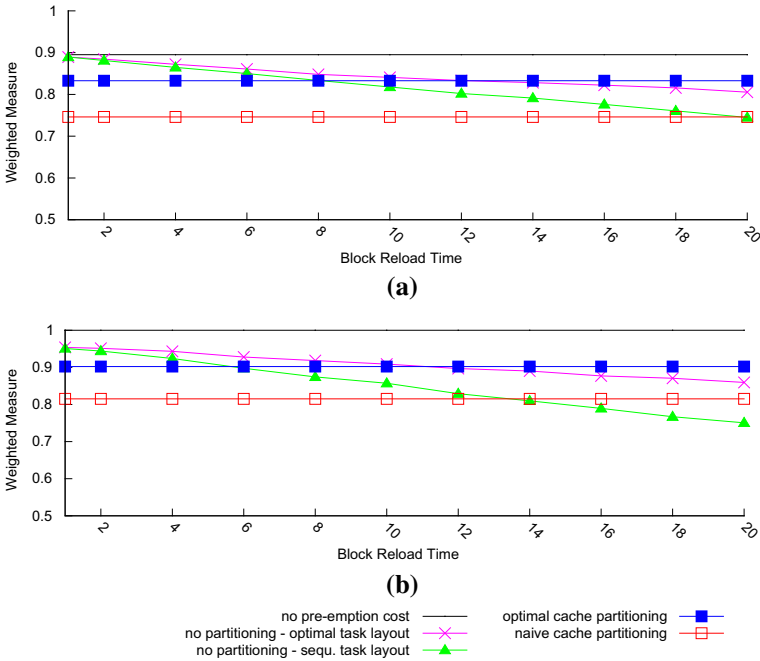 1
0.9
0.8
0.7
0.6
0.5
Weighted Measure
2 4 6 8 10 12 14 16 18 20
Block Reload Time
(a)
1
0.9
0.8
0.7
0.6
0.5
Weighted Measure
2 4 6 8 10 12 14 16 18 20
Block Reload Time
(b)
no pre-emption cost
no partitioning - optimal task layout
no partitioning - sequ. task layout
optimal cache partitioning
naive cache partitioning